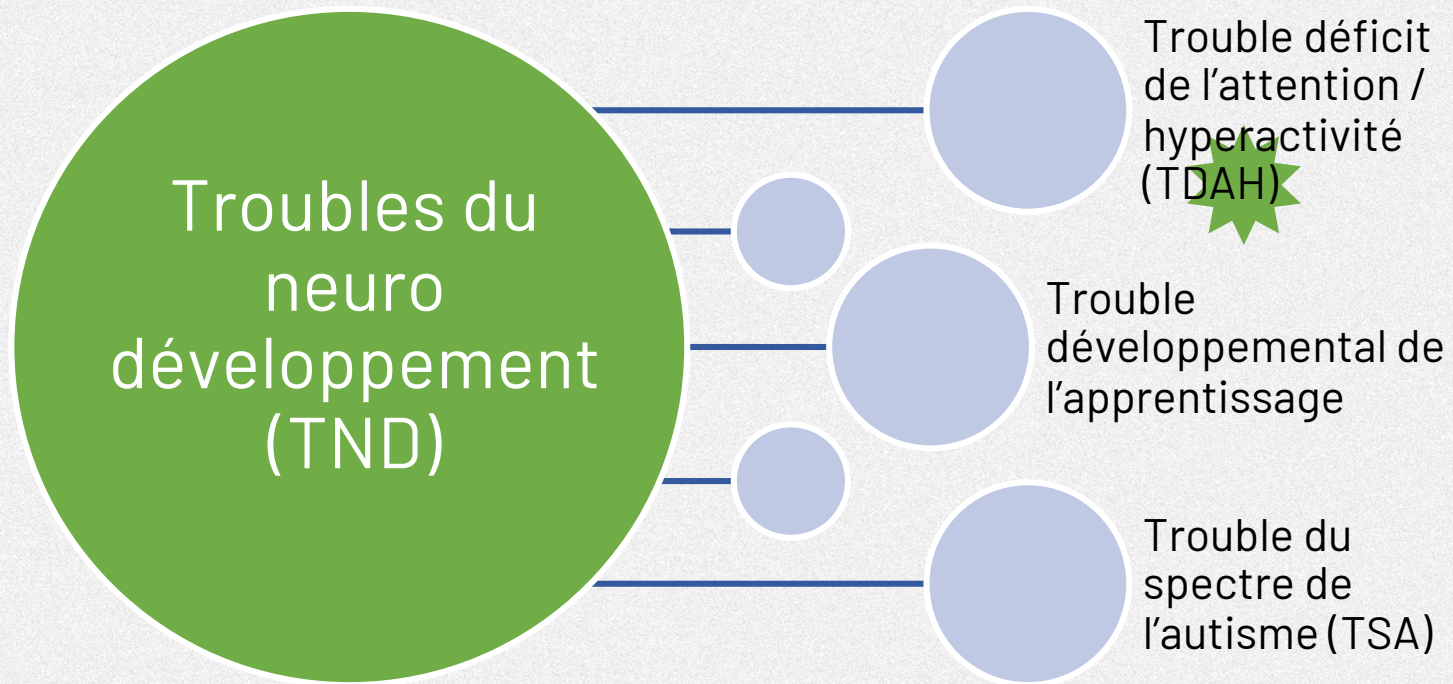 Troubles du
neuro
développement
(TND)
Trouble déficit
de l'attention /
hyperactivité
(TDAH)
Trouble
développemental de
l'apprentissage
Trouble du
spectre de
l'autisme (TSA)